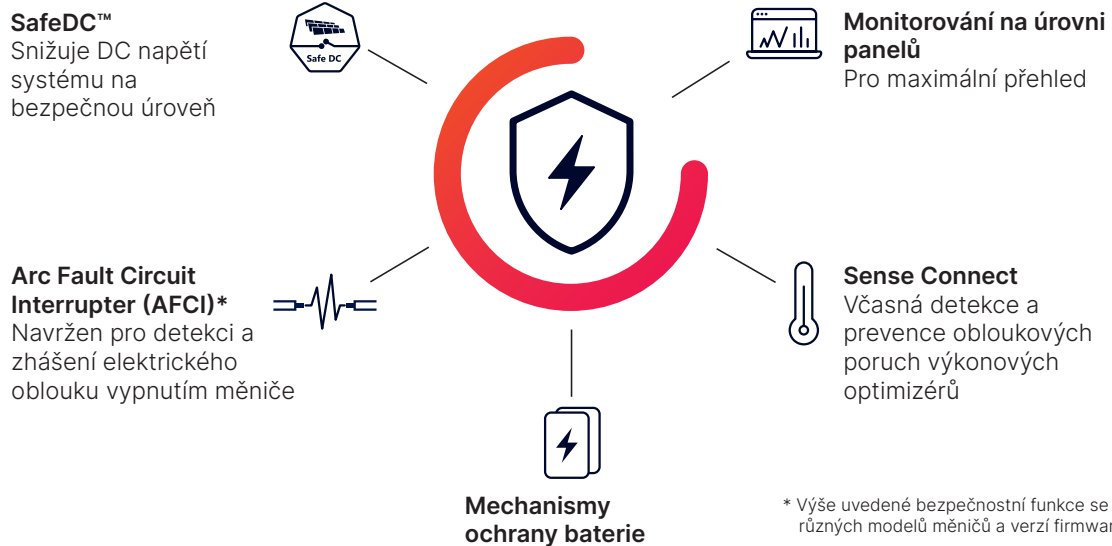 SafeDC™
Snižuje DC napětí
systému na
bezpečnou úroveň
Safe DC
Monitorování na úrovni
panelů
Pro maximální přehled
Arc Fault Circuit
Interrupter (AFCI)*
Navržen pro detekci a
zhášení elektrického
oblouku vypnutím měniče
Sense Connect
Včasná detekce a
prevence obloukových
poruch výkonových
optimizérů
Mechanismy
ochrany baterie
* Výše uvedené bezpečnostní funkce se
různých modelů měničů a verzí